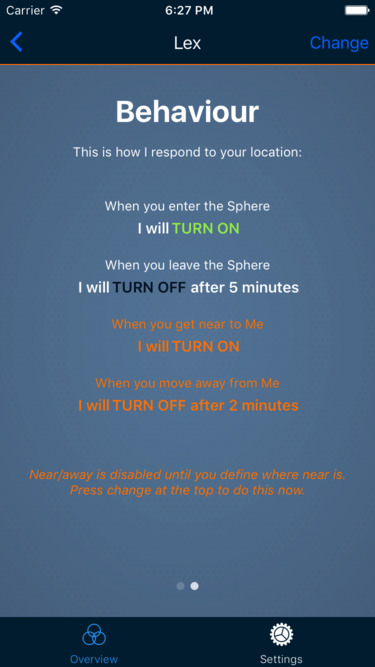 Carrier 6:27 PM
Lex Change
Behaviour
This is how I respond to your location:
When you enter the Sphere
I will TURN ON
When you leave the Sphere
I will TURN OFF after 5 minutes
When you get near to Me
I will TURN ON
When you move away from Me
I will TURN OFF after 2 minutes
Near/away is disabled until you define where near is.
Press change at the top to do this now.
Overview Settings